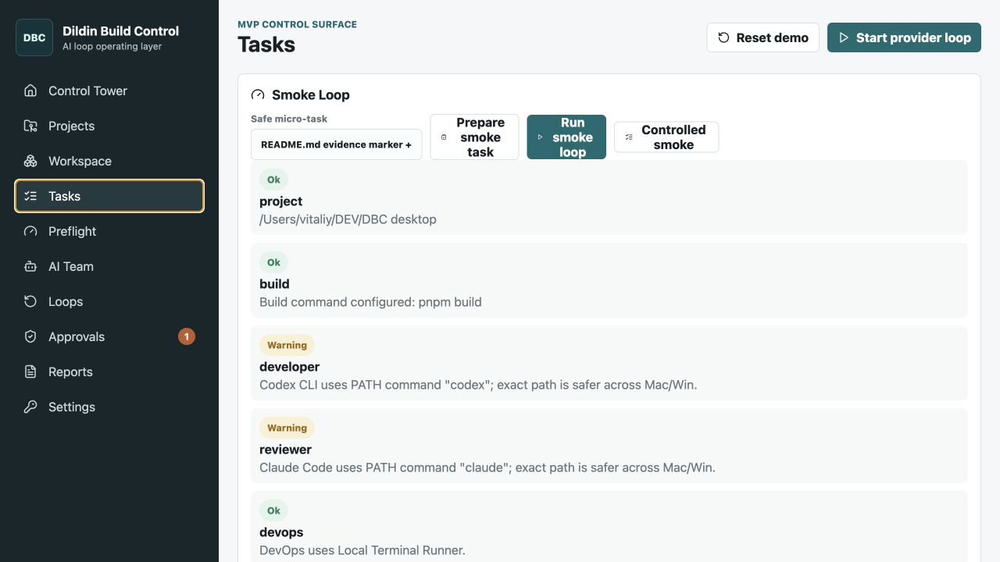 DBC
Dildin Build Control
AI loop operating layer
Control Tower
Projects
Workspace
Tasks
Preflight
AI Team
Loops
Approvals
1
Reports
Settings
MVP CONTROL SURFACE
Tasks
Reset demo
Start provider loop
Smoke Loop
Safe micro-task
README.md evidence marker +
Prepare
smoke
task
Run
smoke
loop
Controlled
smoke
Ok
project
/Users/vitaliy/DEV/DBC desktop
Ok
build
Build command configured: pnpm build
Warning
developer
Codex CLI uses PATH command "codex"; exact path is safer across Mac/Win.
Warning
reviewer
Claude Code uses PATH command "claude"; exact path is safer across Mac/Win.
Ok
devops
DevOps uses Local Terminal Runner.